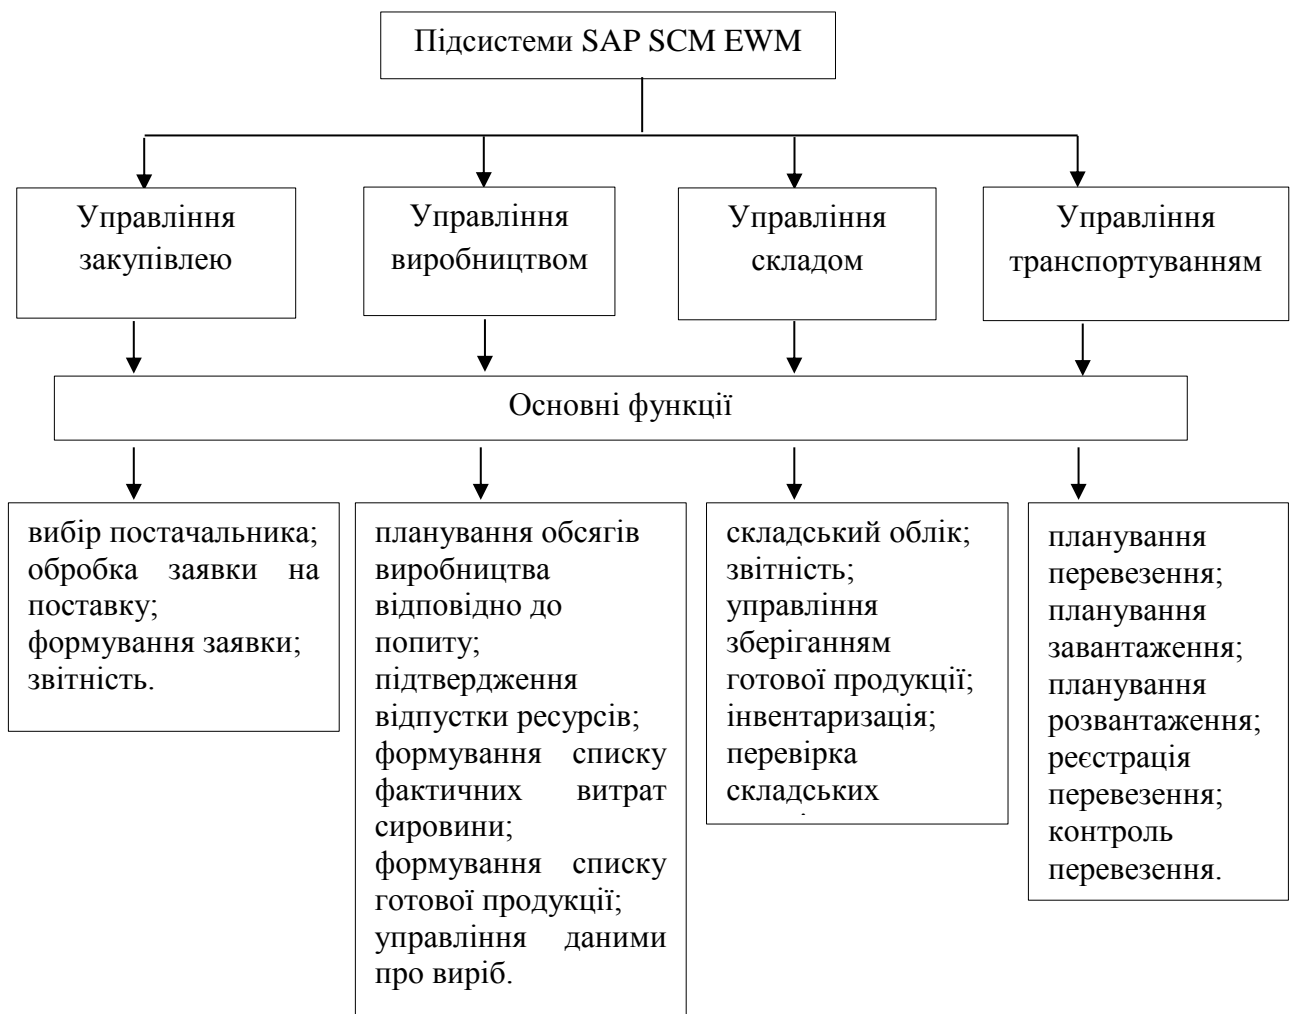 Підсистеми SAP SCM EWM
Управління
закупівлею
Управління
виробництвом
Управління
складом
Управління
транспортуванням
Основні функції
вибір постачальника;
обробка заявки на
поставку;
формування заявки;
звітність.
планування обсягів
виробництва
відповідно до
попиту;
підтвердження
відпустки ресурсів;
формування списку
фактичних витрат
сировини;
формування списку
готової продукції;
управління даними
про виріб.
складський облік;
звітність;
управління
зберіганням
готової продукції;
інвентаризація;
перевірка
складських
планування
перевезення;
планування
завантаження;
планування
розвантаження;
реєстрація
перевезення;
контроль
перевезення.